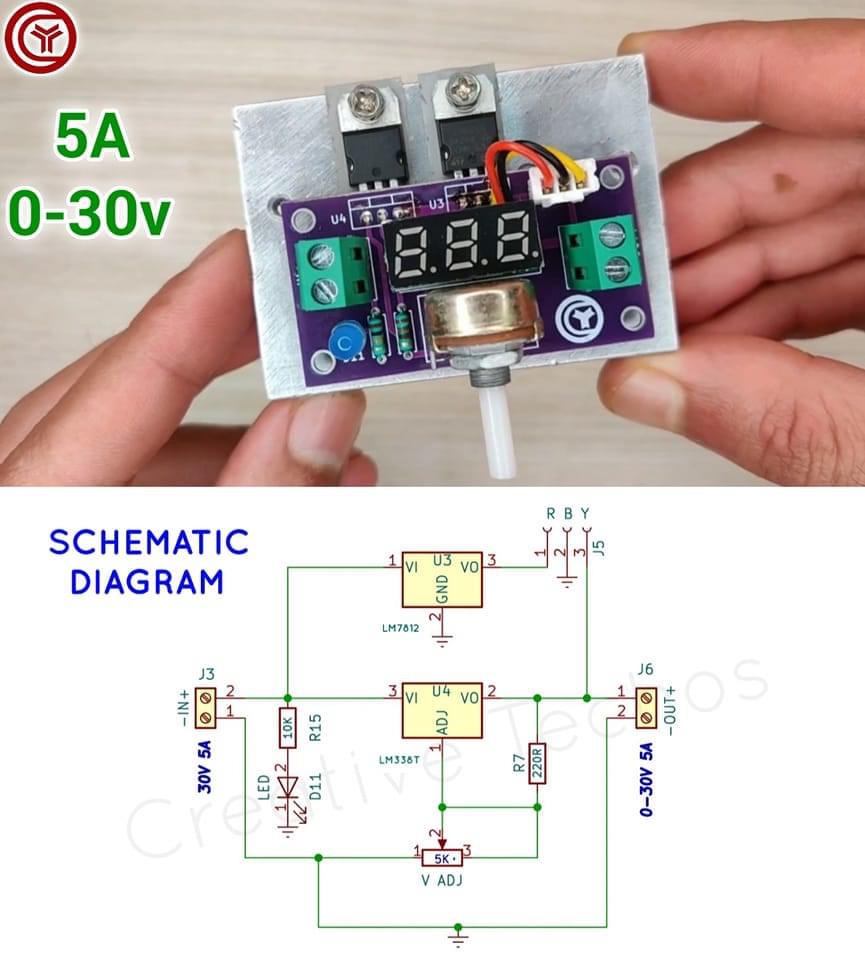 5A
0-30v
U4
U3
8.8.8
C
SCHEMATIC
DIAGRAM
R B Y
1 2 3 J5
1 VI U3 VO 3
GND
2
LM7812
J3
2
1
-IN+
30V 5A
3 VI U4 VO 2
ADJ
1
LM338T
10K R15
LED 2 D11
1
R7 220R
J6
1
2
-OUT+
0-30V 5A
2
1 5K 3
V ADJ
Creative Technos